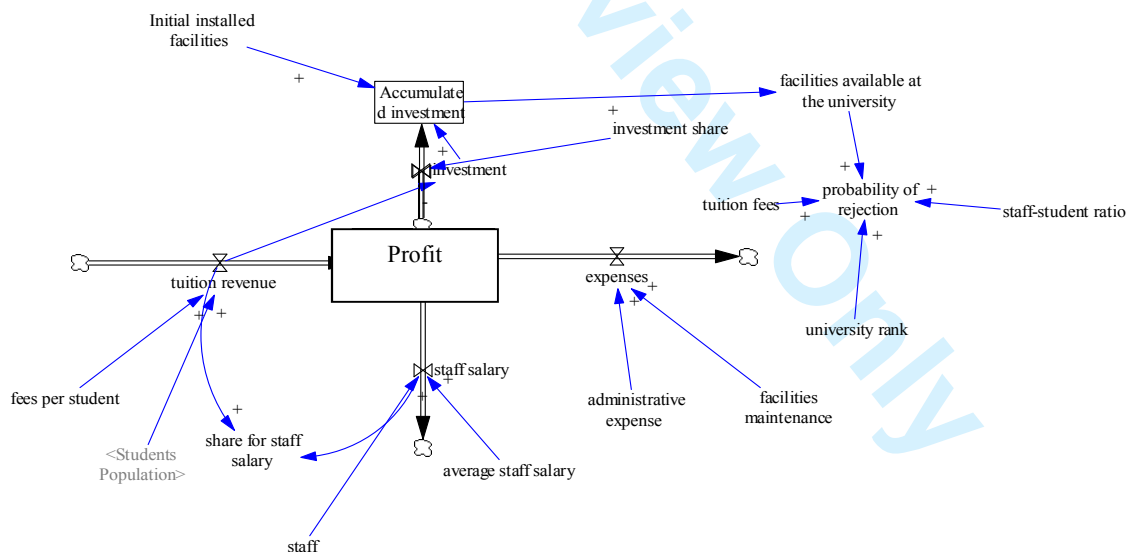 Initial installed
facilities
+
Accumulate
d investment
facilities available at
the university
+
investment share
+
investment
+
probability of
rejection
+
tuition fees
+
staff-student ratio
+
Profit
tuition revenue
expenses
+
+
university rank
+
+
staff salary
+
+
fees per student
administrative
expense
facilities
maintenance
+
share for staff
salary
<Students
Population>
average staff salary
staff
view Only